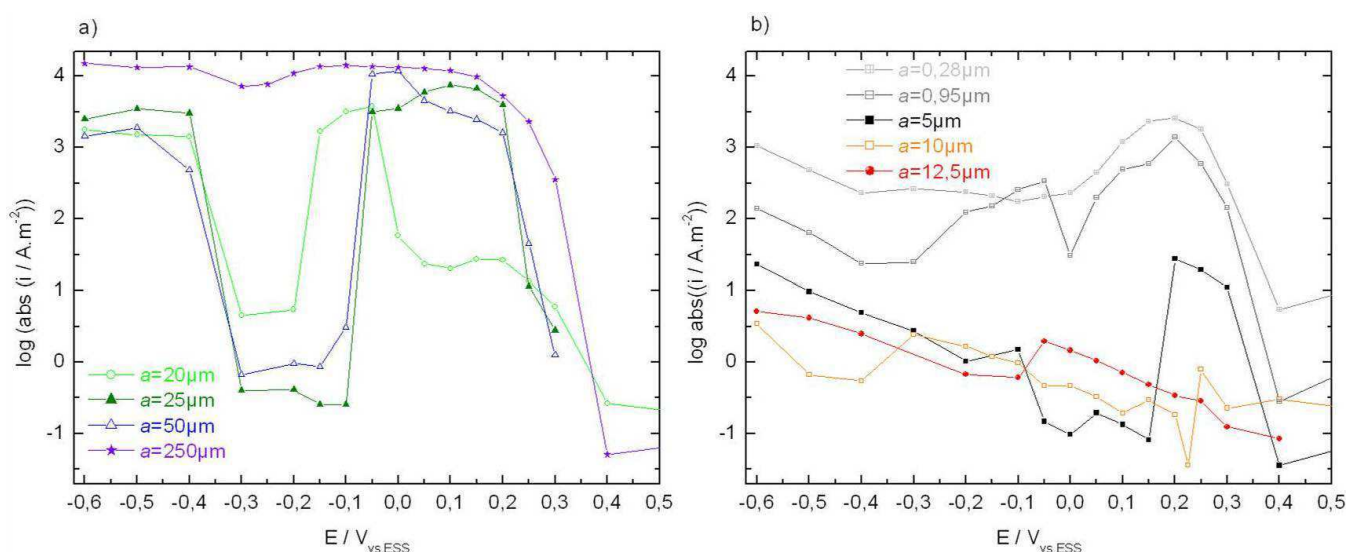 a)
log (abs (i / A.m-2))
4
3
2
1
0
-1
a=20µm
a=25µm
a=50µm
a=250µm
-0,6 -0,5 -0,4 -0,3 -0,2 -0,1 0,0 0,1 0,2 0,3 0,4 0,5
E / V vs ESS
b)
log abs((i / A.m-2))
4
3
2
1
0
-1
a=0,28µm
a=0,95µm
a=5µm
a=10µm
a=12,5µm
-0,6 -0,5 -0,4 -0,3 -0,2 -0,1 0,0 0,1 0,2 0,3 0,4 0,5
E / V vs ESS